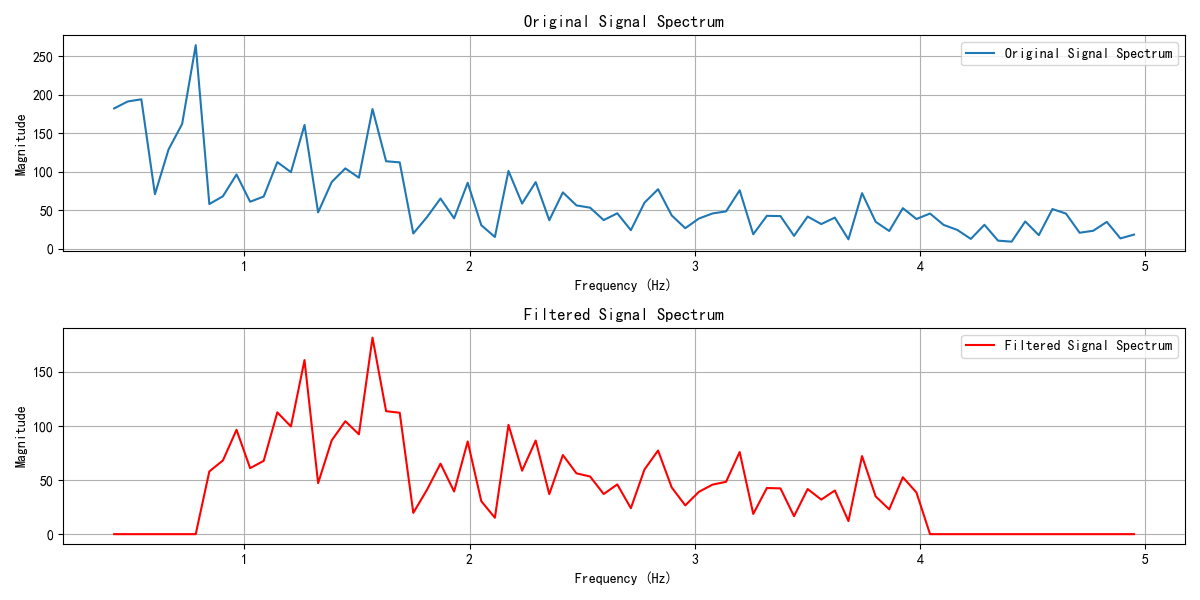 Original Signal Spectrum
Original Signal Spectrum
Magnitude
250
200
150
100
50
0
1 2 3 4 5
Frequency (Hz)
Filtered Signal Spectrum
Filtered Signal Spectrum
Magnitude
150
100
50
0
1 2 3 4 5
Frequency (Hz)